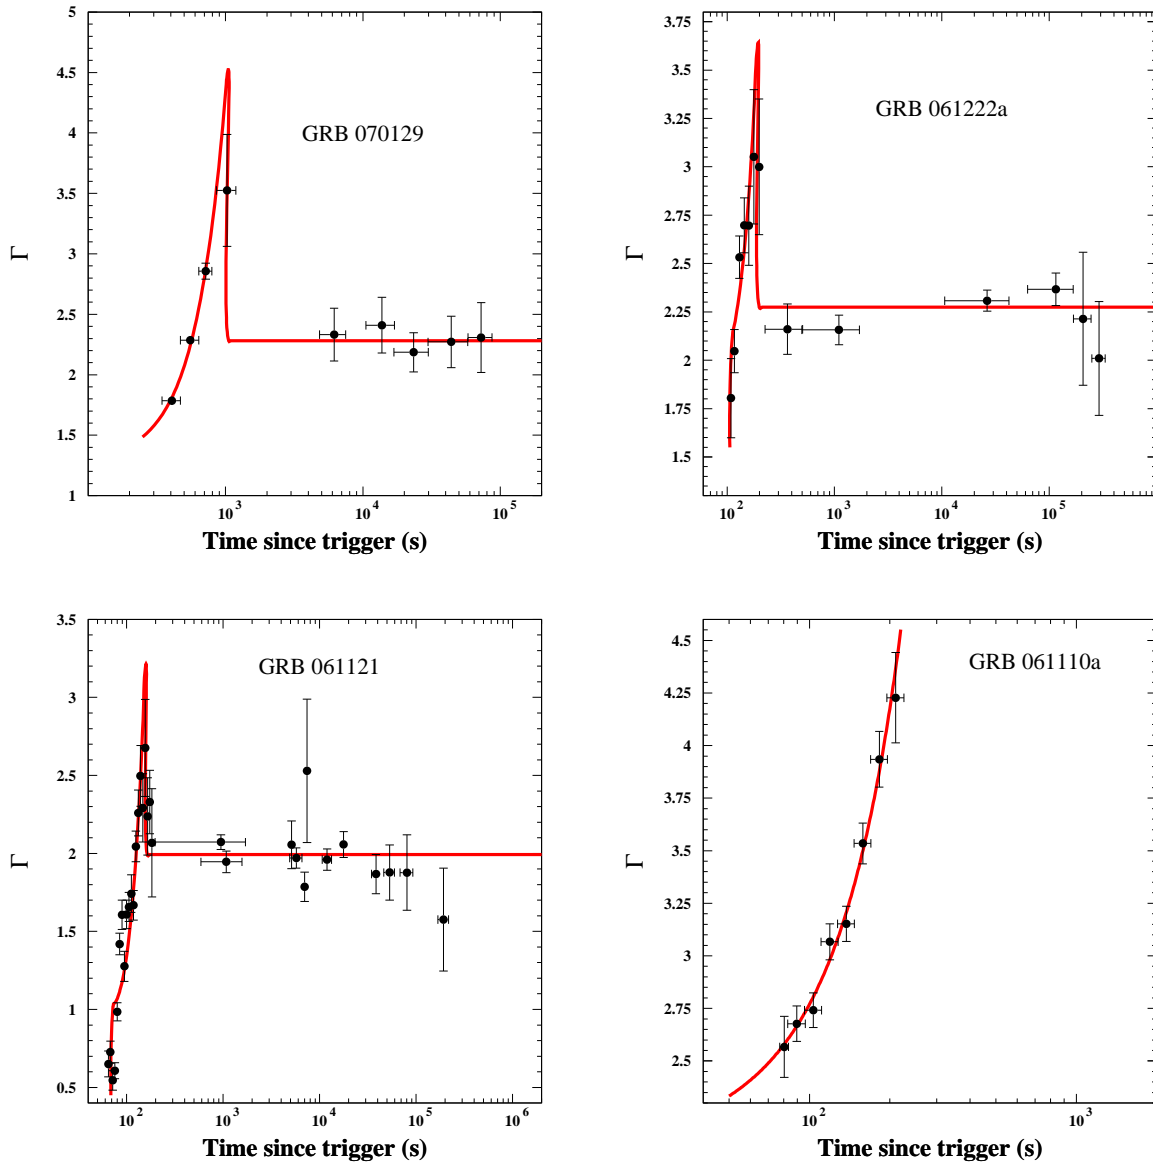 5
4.5
4
3.5
3
2.5
2
1.5
1
Γ
GRB 070129
10³ 10⁴ 10⁵
Time since trigger (s)
3.75
3.5
3.25
3
2.75
2.5
2.25
2
1.75
1.5
Γ
GRB 061222a
10² 10³ 10⁴ 10⁵
Time since trigger (s)
3.5
3
2.5
2
1.5
1
0.5
Γ
GRB 061121
10² 10³ 10⁴ 10⁵ 10⁶
Time since trigger (s)
4.5
4.25
4
3.75
3.5
3.25
3
2.75
2.5
Γ
GRB 061110a
10² 10³
Time since trigger (s)